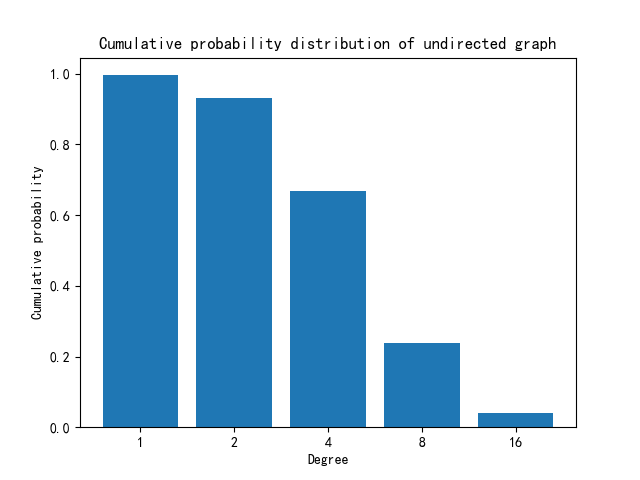 Cumulative probability distribution of undirected graph
1.0
0.8
0.6
0.4
0.2
0.0
Cumulative probability
1 2 4 8 16
Degree